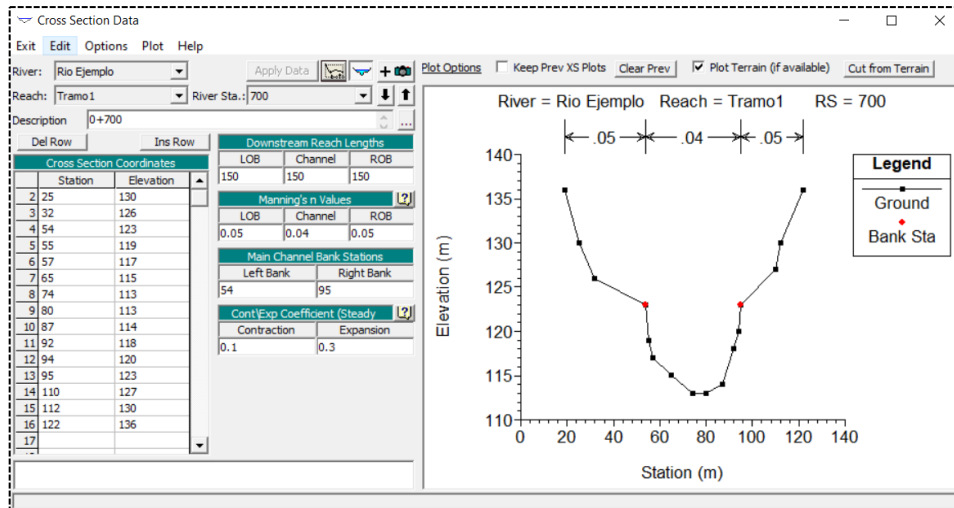 Cross Section Data
Exit Edit Options Plot Help
River: Rio Ejemplo Apply Data Plot Options Keep Prev XS Plots Clear Prev Plot Terrain (if available) Cut from Terrain
Reach: Tramo1 River Sta.: 700
Description 0+700 ...
Del Row Ins Row
Cross Section Coordinates
Station Elevation
2 25 130
3 32 126
4 54 123
5 55 119
6 57 117
7 65 115
8 74 113
9 80 113
10 87 114
11 92 118
12 94 120
13 95 123
14 110 127
15 112 130
16 122 136
17
Downstream Reach Lengths
LOB Channel ROB
150 150 150
Manning's n Values
LOB Channel ROB
0.05 0.04 0.05
Main Channel Bank Stations
Left Bank Right Bank
54 95
Cont\Exp Coefficient (Steady
Contraction Expansion
0.1 0.3
River = Rio Ejemplo Reach = Tramo1 RS = 700
.05 .04 .05
140
135
130
125
120
115
110
0 20 40 60 80 100 120 140
Elevation (m)
Station (m)
Legend
Ground
Bank Sta